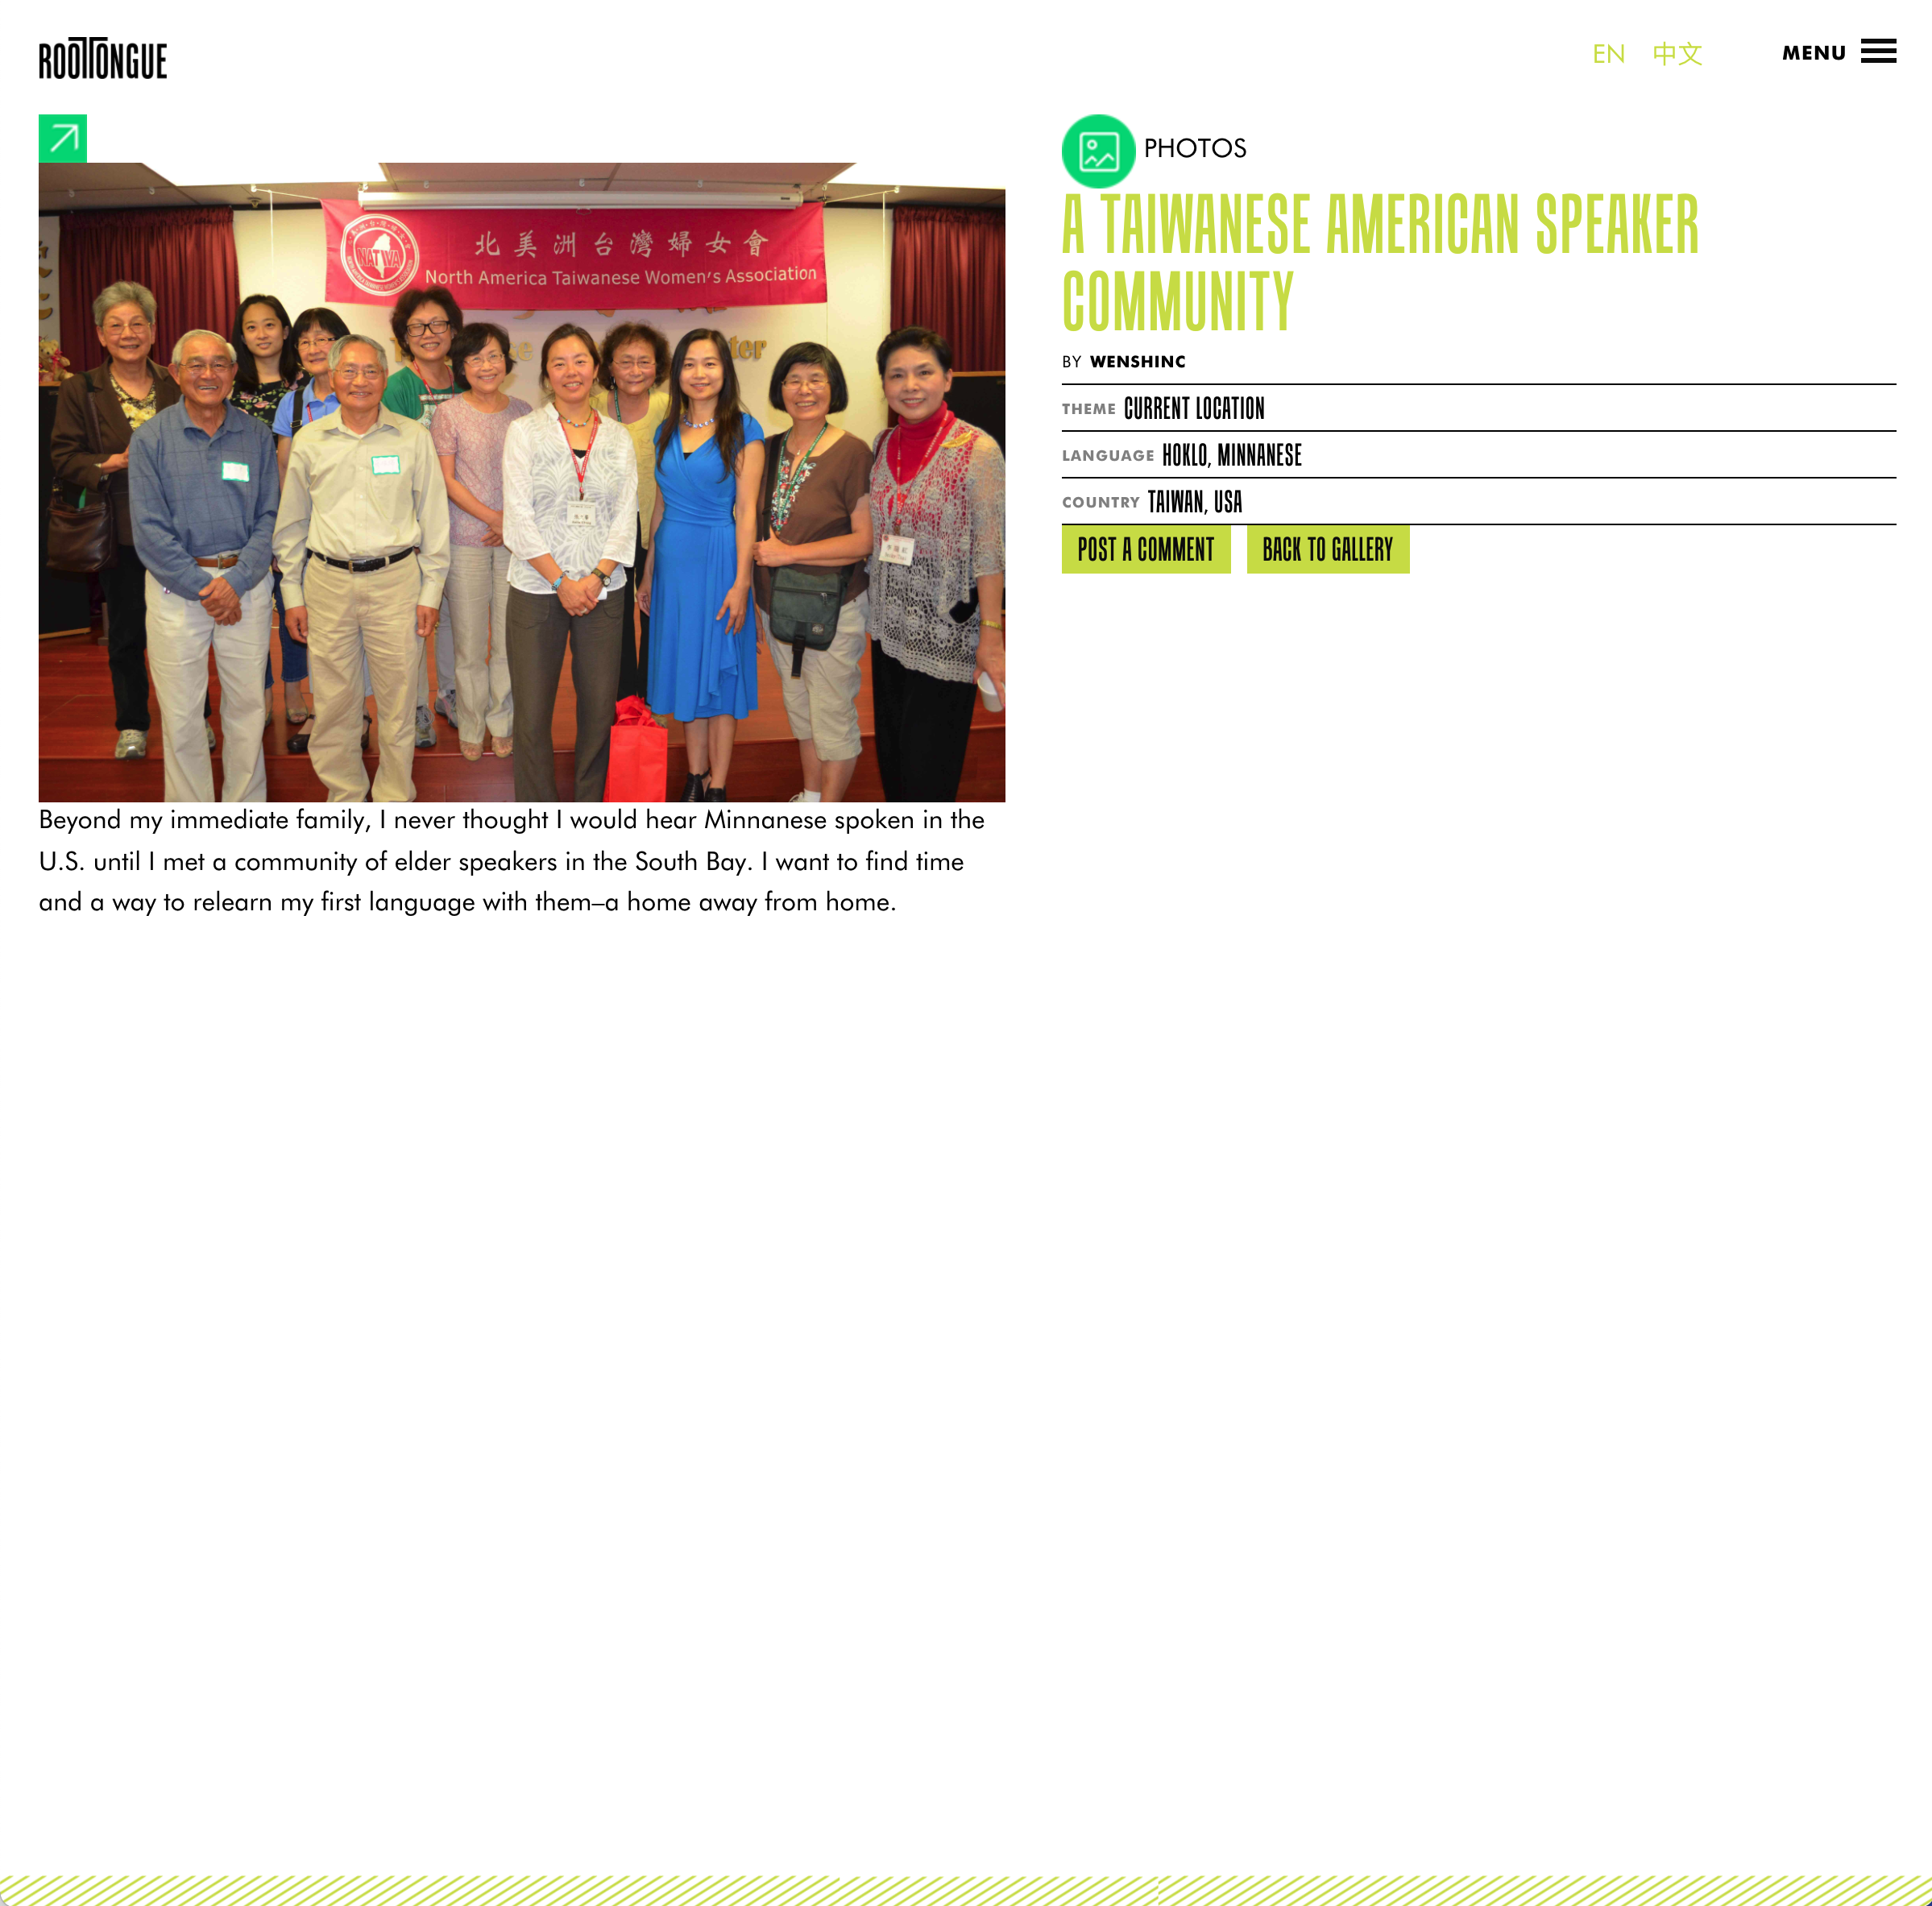 ROOTTONGUE
EN 中文 MENU
北美洲台灣婦女會
NATWA
North America Taiwanese Women's Association
Beyond my immediate family, I never thought I would hear Minnanese spoken in the
U.S. until I met a community of elder speakers in the South Bay. I want to find time
and a way to relearn my first language with them–a home away from home.
PHOTOS
A TAIWANESE AMERICAN SPEAKER
COMMUNITY
BY WENSHINC
THEME CURRENT LOCATION
LANGUAGE HOKLO, MINNANESE
COUNTRY TAIWAN, USA
POST A COMMENT BACK TO GALLERY